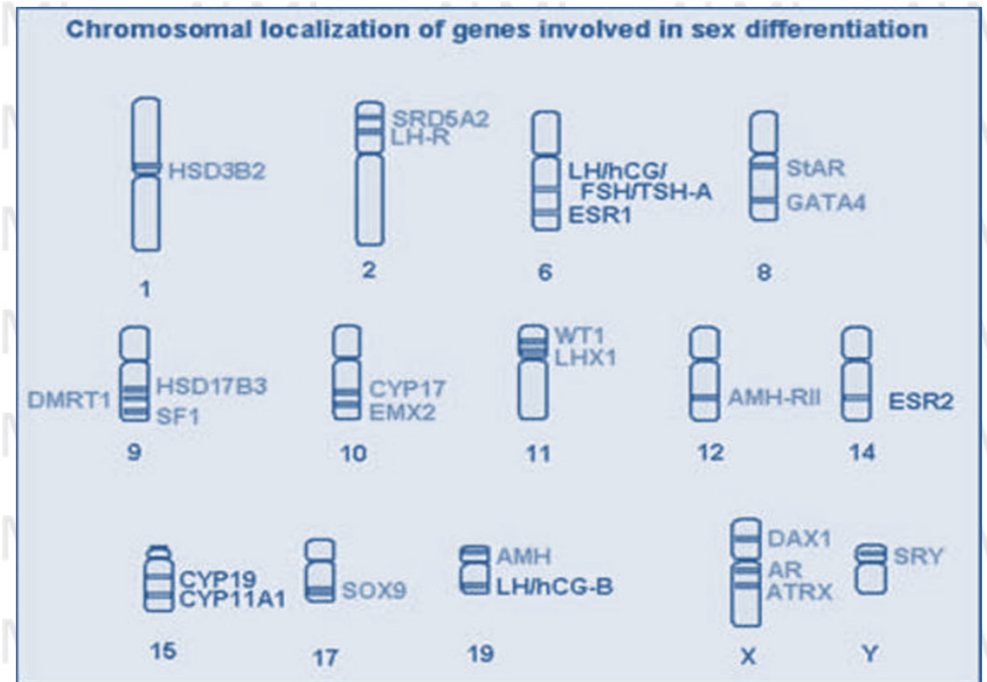 Chromosomal localization of genes involved in sex differentiation
HSD3B2
1
SRD5A2
LH-R
2
LH/hCG/
FSH/TSH-A
ESR1
6
StAR
GATA4
8
DMRT1
HSD17B3
SF1
9
CYP17
EMX2
10
WT1
LHX1
11
AMH-RII
12
ESR2
14
CYP19
CYP11A1
15
SOX9
17
AMH
LH/hCG-B
19
DAX1
AR
ATRX
X
SRY
Y